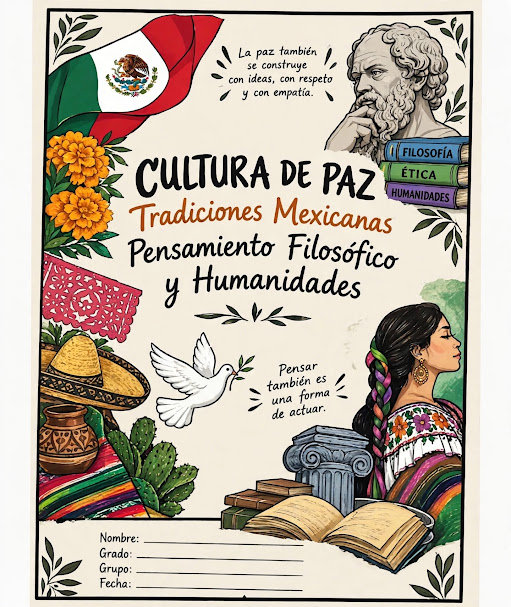 La paz también
se construye
con ideas, con respeto
y con empatía.
FILOSOFÍA
ÉTICA
HUMANIDADES
CULTURA DE PAZ
Tradiciones Mexicanas
Pensamiento Filosófico
y Humanidades
Pensar
también es
una forma
de actuar.
Nombre:
Grado:
Grupo:
Fecha: